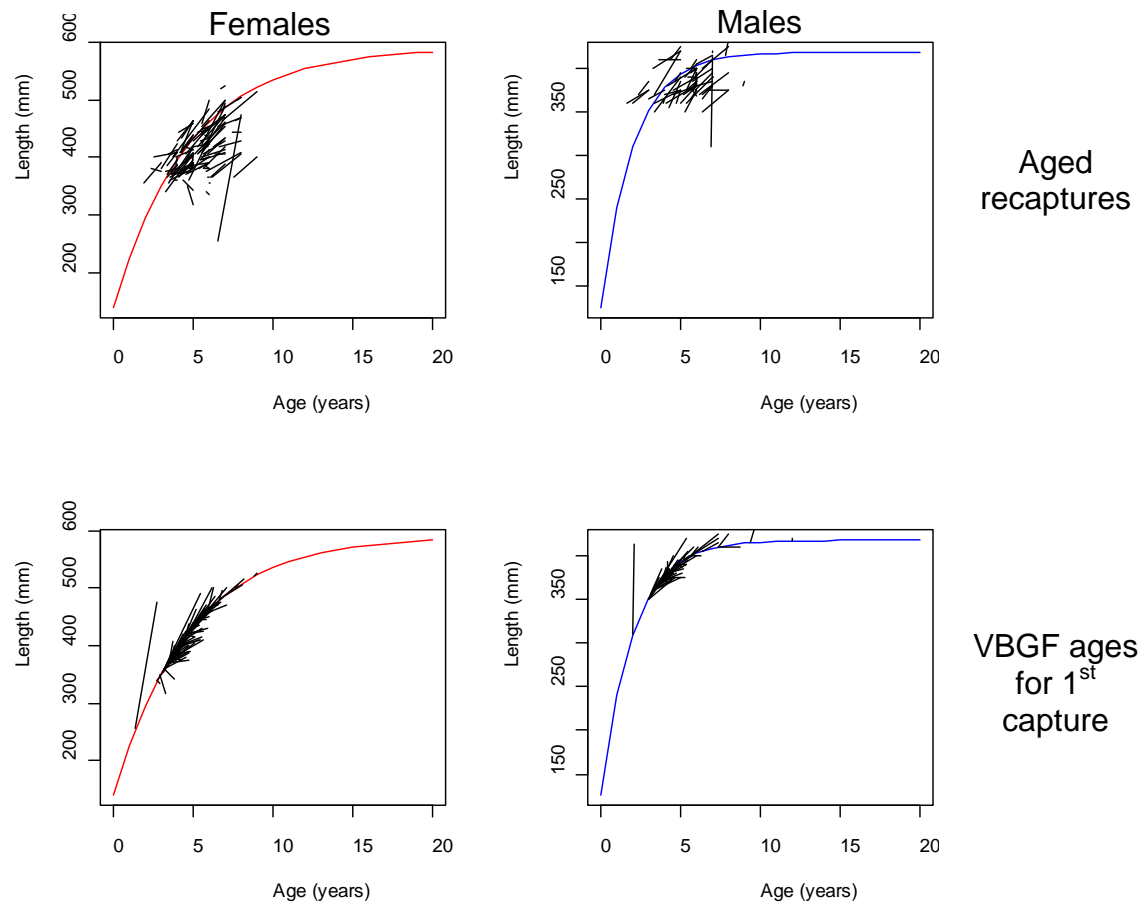 Females
Males
600
500
400
300
200
Length (mm)
0 5 10 15 20
Age (years)
350
250
150
Length (mm)
0 5 10 15 20
Age (years)
Aged
recaptures
600
500
400
300
200
Length (mm)
0 5 10 15 20
Age (years)
350
250
150
Length (mm)
0 5 10 15 20
Age (years)
VBGF ages
for 1st
capture